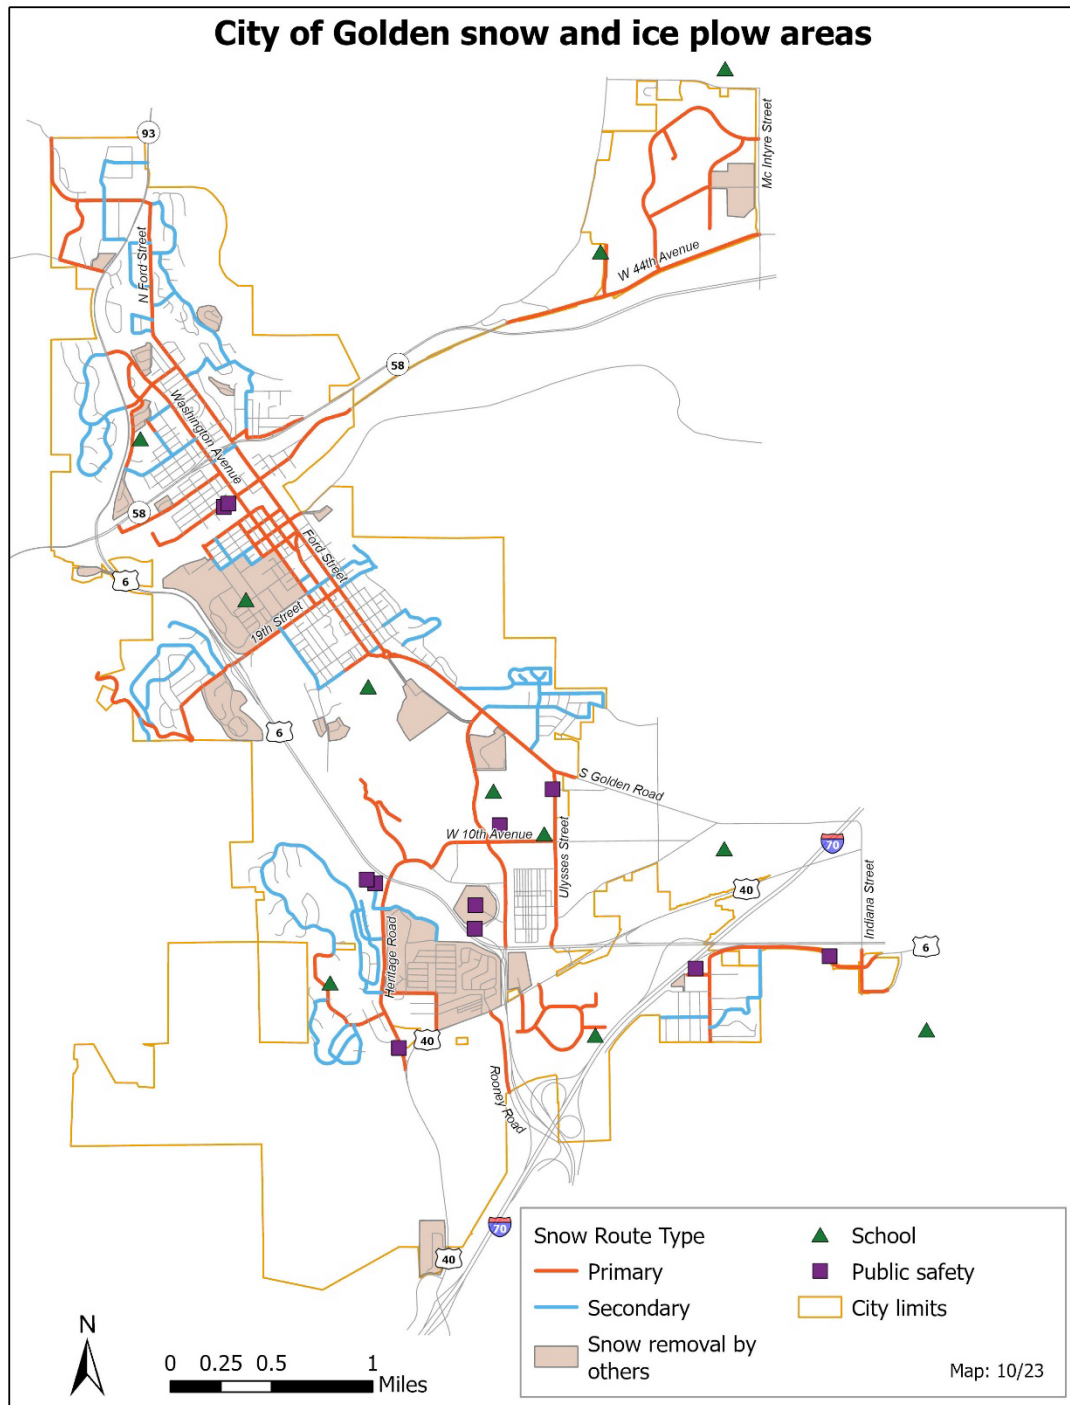 City of Golden snow and ice plow areas
93
Mc Intyre Street
N Ford Street
W 44th Avenue
58
Washington Avenue
58
Ford Street
6
19th Street
6
S Golden Road
W 10th Avenue
70
Ulysses Street
40
Indiana Street
Heritage Road
6
40
Rooney Road
70
40
Snow Route Type
Primary
Secondary
Snow removal by
others
School
Public safety
City limits
Map: 10/23
N
0 0.25 0.5 1
Miles